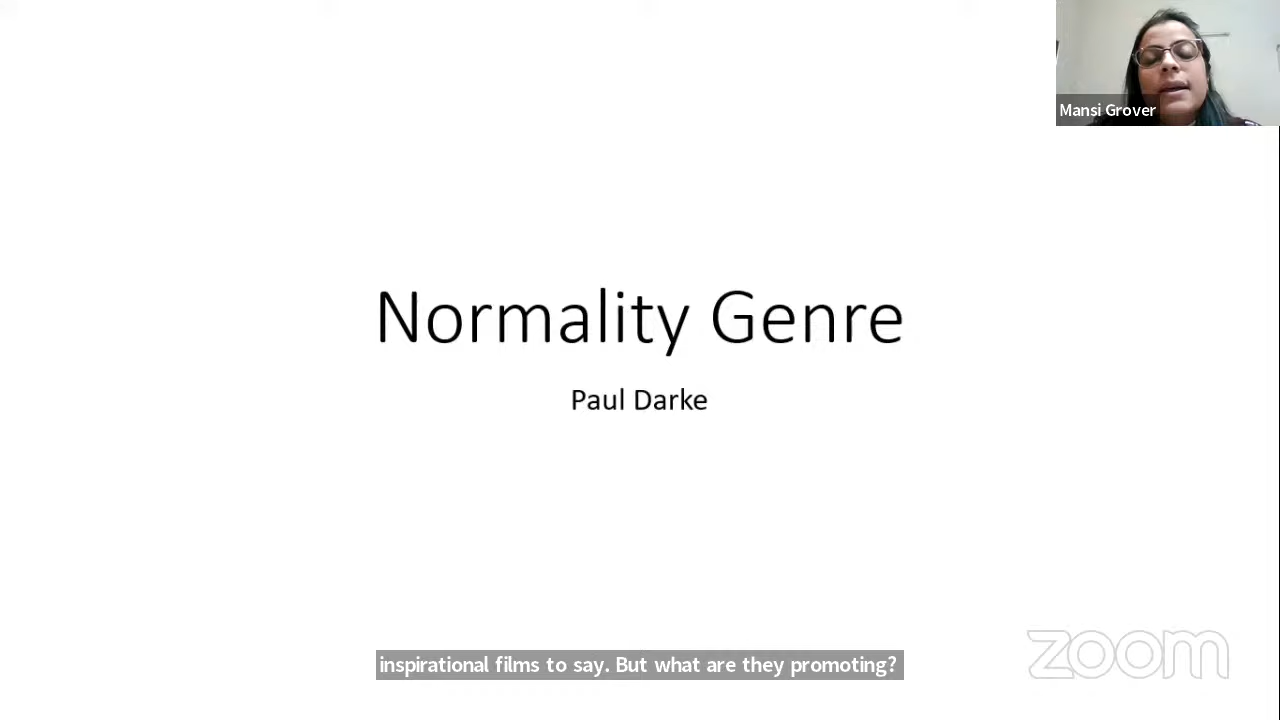 Mansi Grover
Normality Genre
Paul Darke
inspirational films to say. But what are they promoting?
zoom